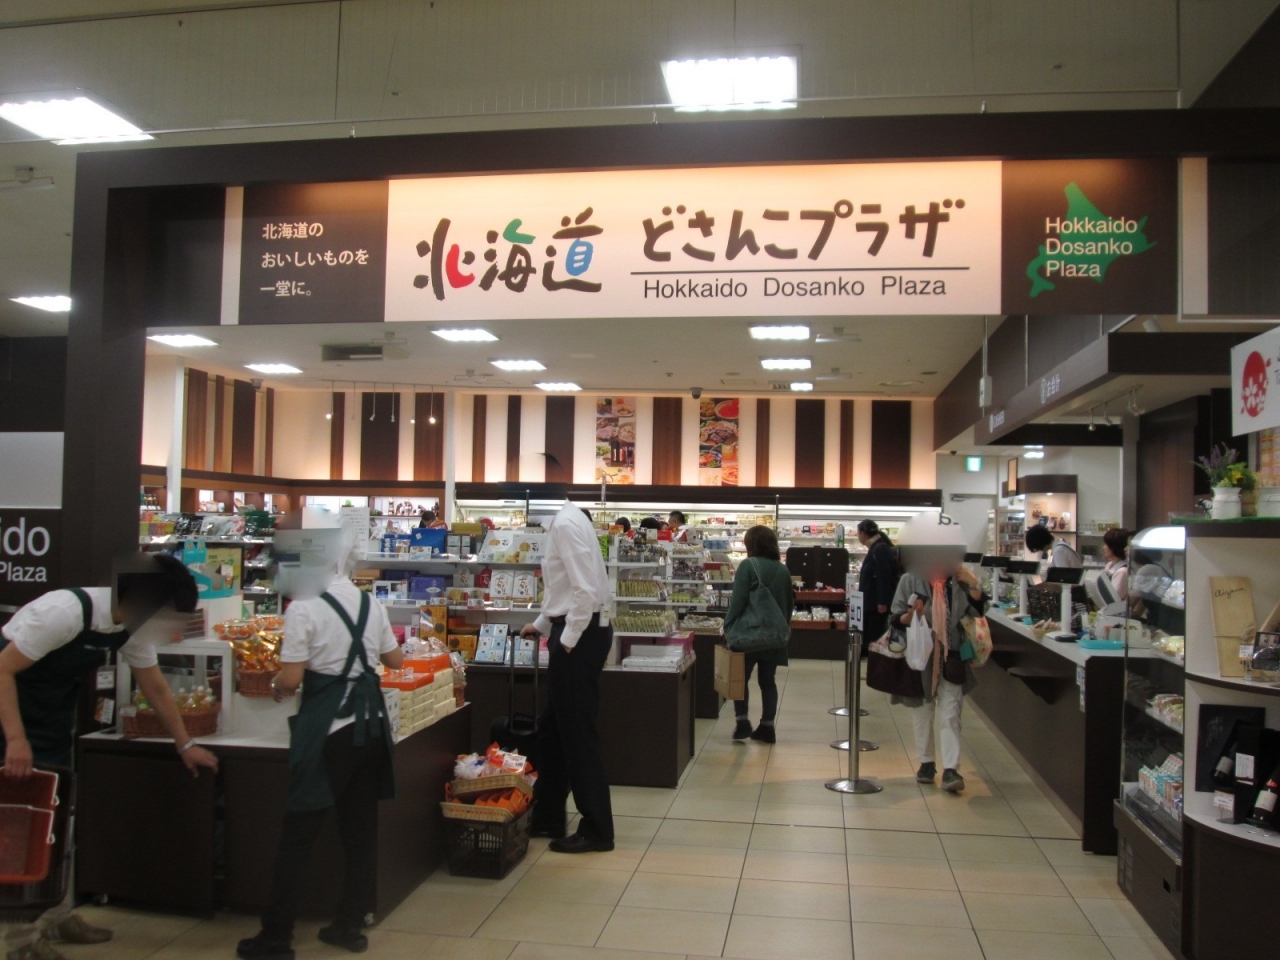 北海道の
おいしいものを
一堂に。
北海道 どさんこプラザ
Hokkaido Dosanko Plaza
Hokkaido
Dosanko
Plaza
Plaza